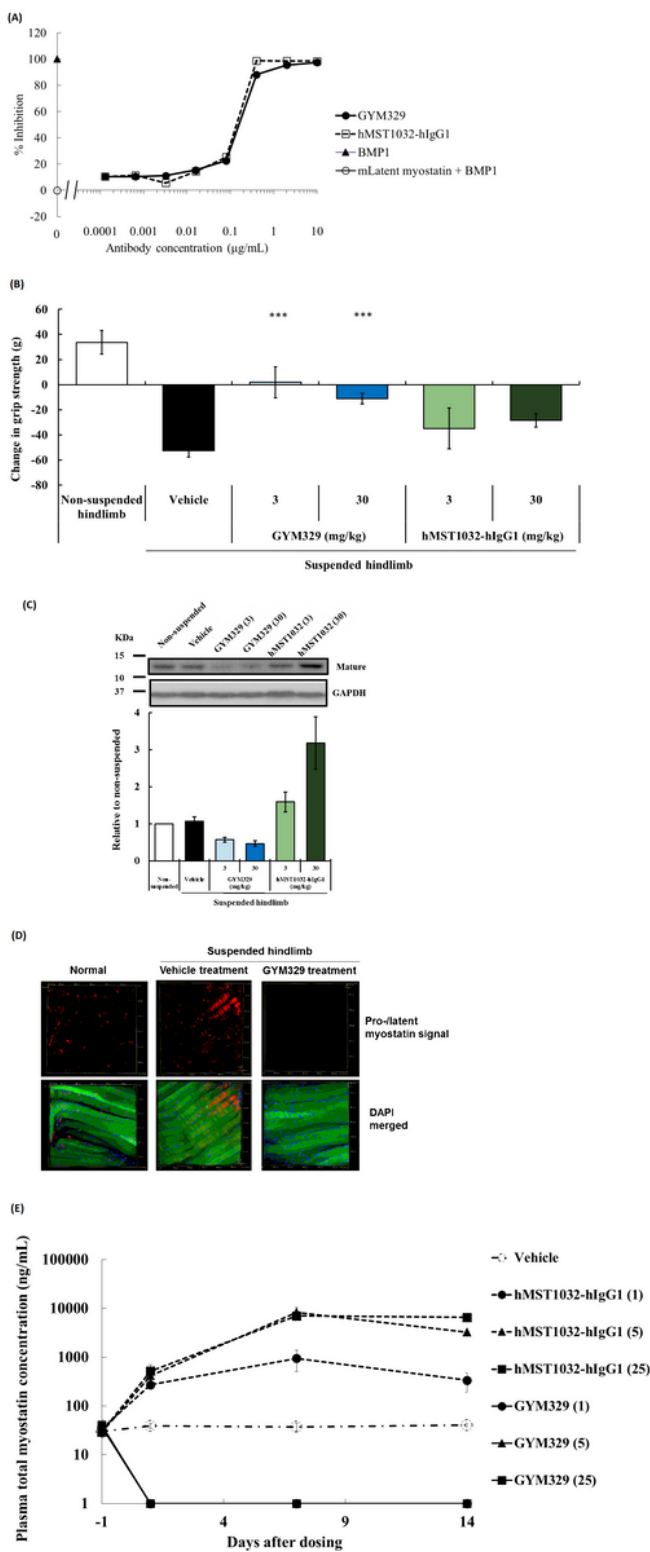 (A)
120
100
80
60
40
20
0
-20
% Inhibition
0 0.0001 0.001 0.01 0.1 1 10
Antibody concentration (µg/mL)
GYM329
hMST1032-hIgG1
BMP1
mLatent myostatin + BMP1
(B)
60
40
20
0
-20
-40
-60
-80
Change in grip strength (g)
*** ***
Non-suspended hindlimb
Vehicle
3 30 3 30
GYM329 (mg/kg) hMST1032-hIgG1 (mg/kg)
Suspended hindlimb
(C)
Non-suspended
Vehicle
GYM329 (3)
GYM329 (30)
hMST1032 (3)
hMST1032 (30)
KDa
15
10
37
Mature
GAPDH
4
3
2
1
0
Relative to non-suspended
Non-suspended
Vehicle
3 30 3 30
GYM329 (mg/kg)
hMST1032-hIgG1 (mg/kg)
Suspended hindlimb
(D)
Suspended hindlimb
Normal Vehicle treatment GYM329 treatment
Pro-/latent
myostatin signal
DAPI
merged
(E)
100000
10000
1000
100
10
1
Plasma total myostatin concentration (ng/mL)
-1 4 9 14
Days after dosing
Vehicle
hMST1032-hIgG1 (1)
hMST1032-hIgG1 (5)
hMST1032-hIgG1 (25)
GYM329 (1)
GYM329 (5)
GYM329 (25)